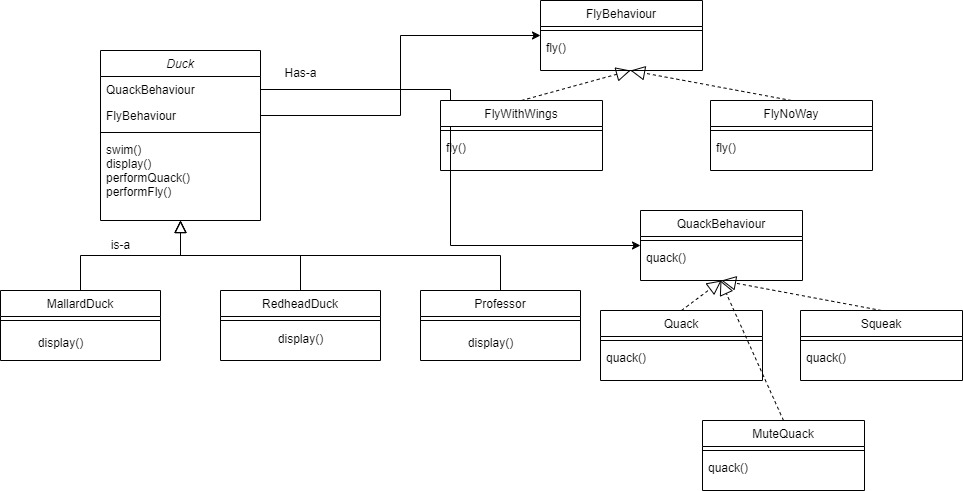 Duck
QuackBehaviour
FlyBehaviour
swim()
display()
performQuack()
performFly()
Has-a
is-a
FlyBehaviour
fly()
FlyWithWings
fly()
FlyNoWay
fly()
QuackBehaviour
quack()
MallardDuck
display()
RedheadDuck
display()
Professor
display()
Quack
quack()
Squeak
quack()
MuteQuack
quack()